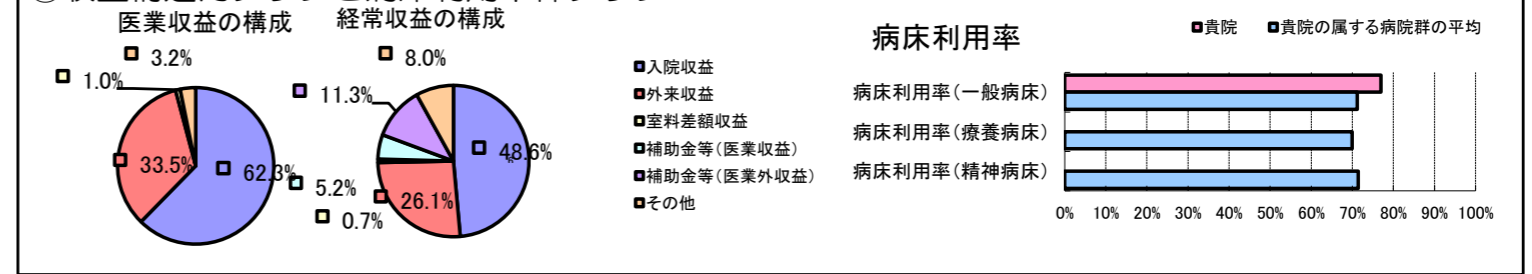 医業収益の構成
3.2%
1.0%
33.5%
62.3%
経常収益の構成
8.0%
11.3%
48.6%
5.2%
26.1%
0.7%
入院収益
外来収益
室料差額収益
補助金等(医業収益)
補助金等(医業外収益)
その他
病床利用率
貴院 貴院の属する病院群の平均
病床利用率(一般病床)
病床利用率(療養病床)
病床利用率(精神病床)
0% 10% 20% 30% 40% 50% 60% 70% 80% 90% 100%